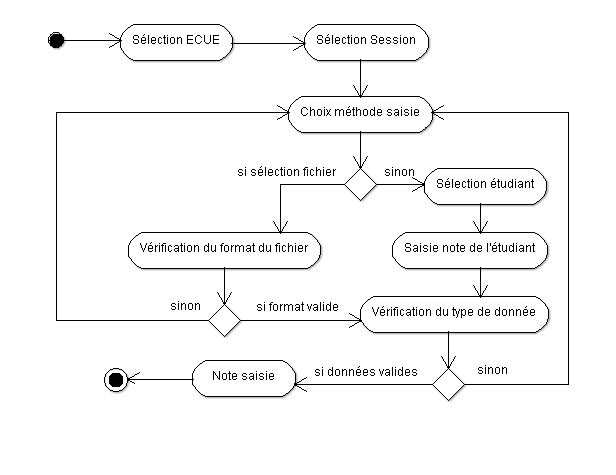 Sélection ECUE
Sélection Session
Choix méthode saisie
si sélection fichier
sinon
Sélection étudiant
Vérification du format du fichier
Saisie note de l'étudiant
sinon
si format valide
Vérification du type de donnée
Note saisie
si données valides
sinon